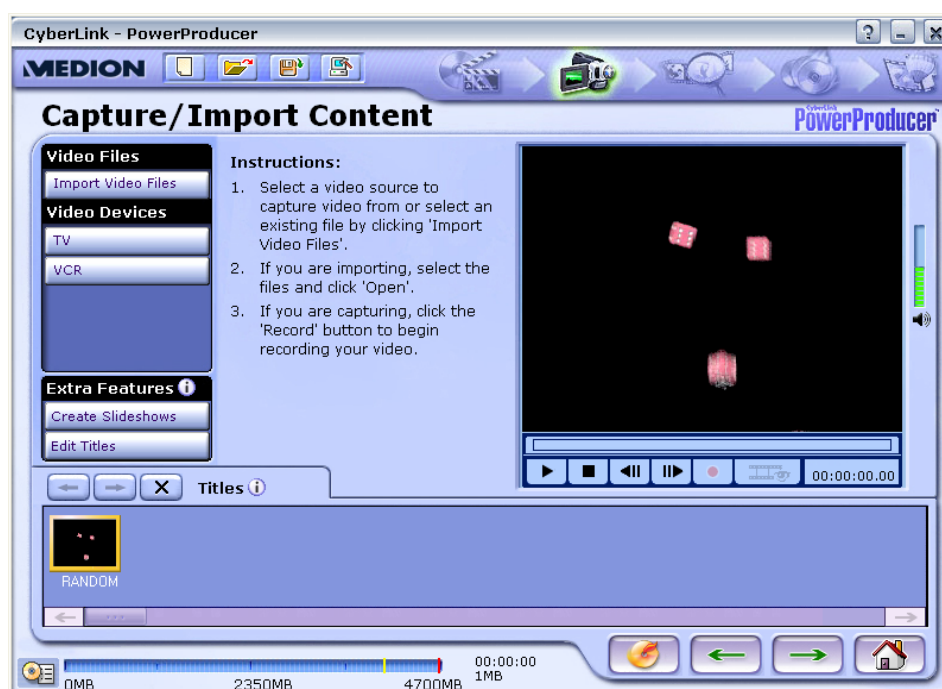 CyberLink - PowerProducer
MEDION
Capture/Import Content
CyberLink
PowerProducer
Video Files
Import Video Files
Video Devices
TV
VCR
Extra Features
Create Slideshows
Edit Titles
Instructions:
1. Select a video source to
capture video from or select an
existing file by clicking 'Import
Video Files'.
2. If you are importing, select the
files and click 'Open'.
3. If you are capturing, click the
'Record' button to begin
recording your video.
00:00:00.00
Titles
RANDOM
00:00:00
1MB
0MB 2350MB 4700MB